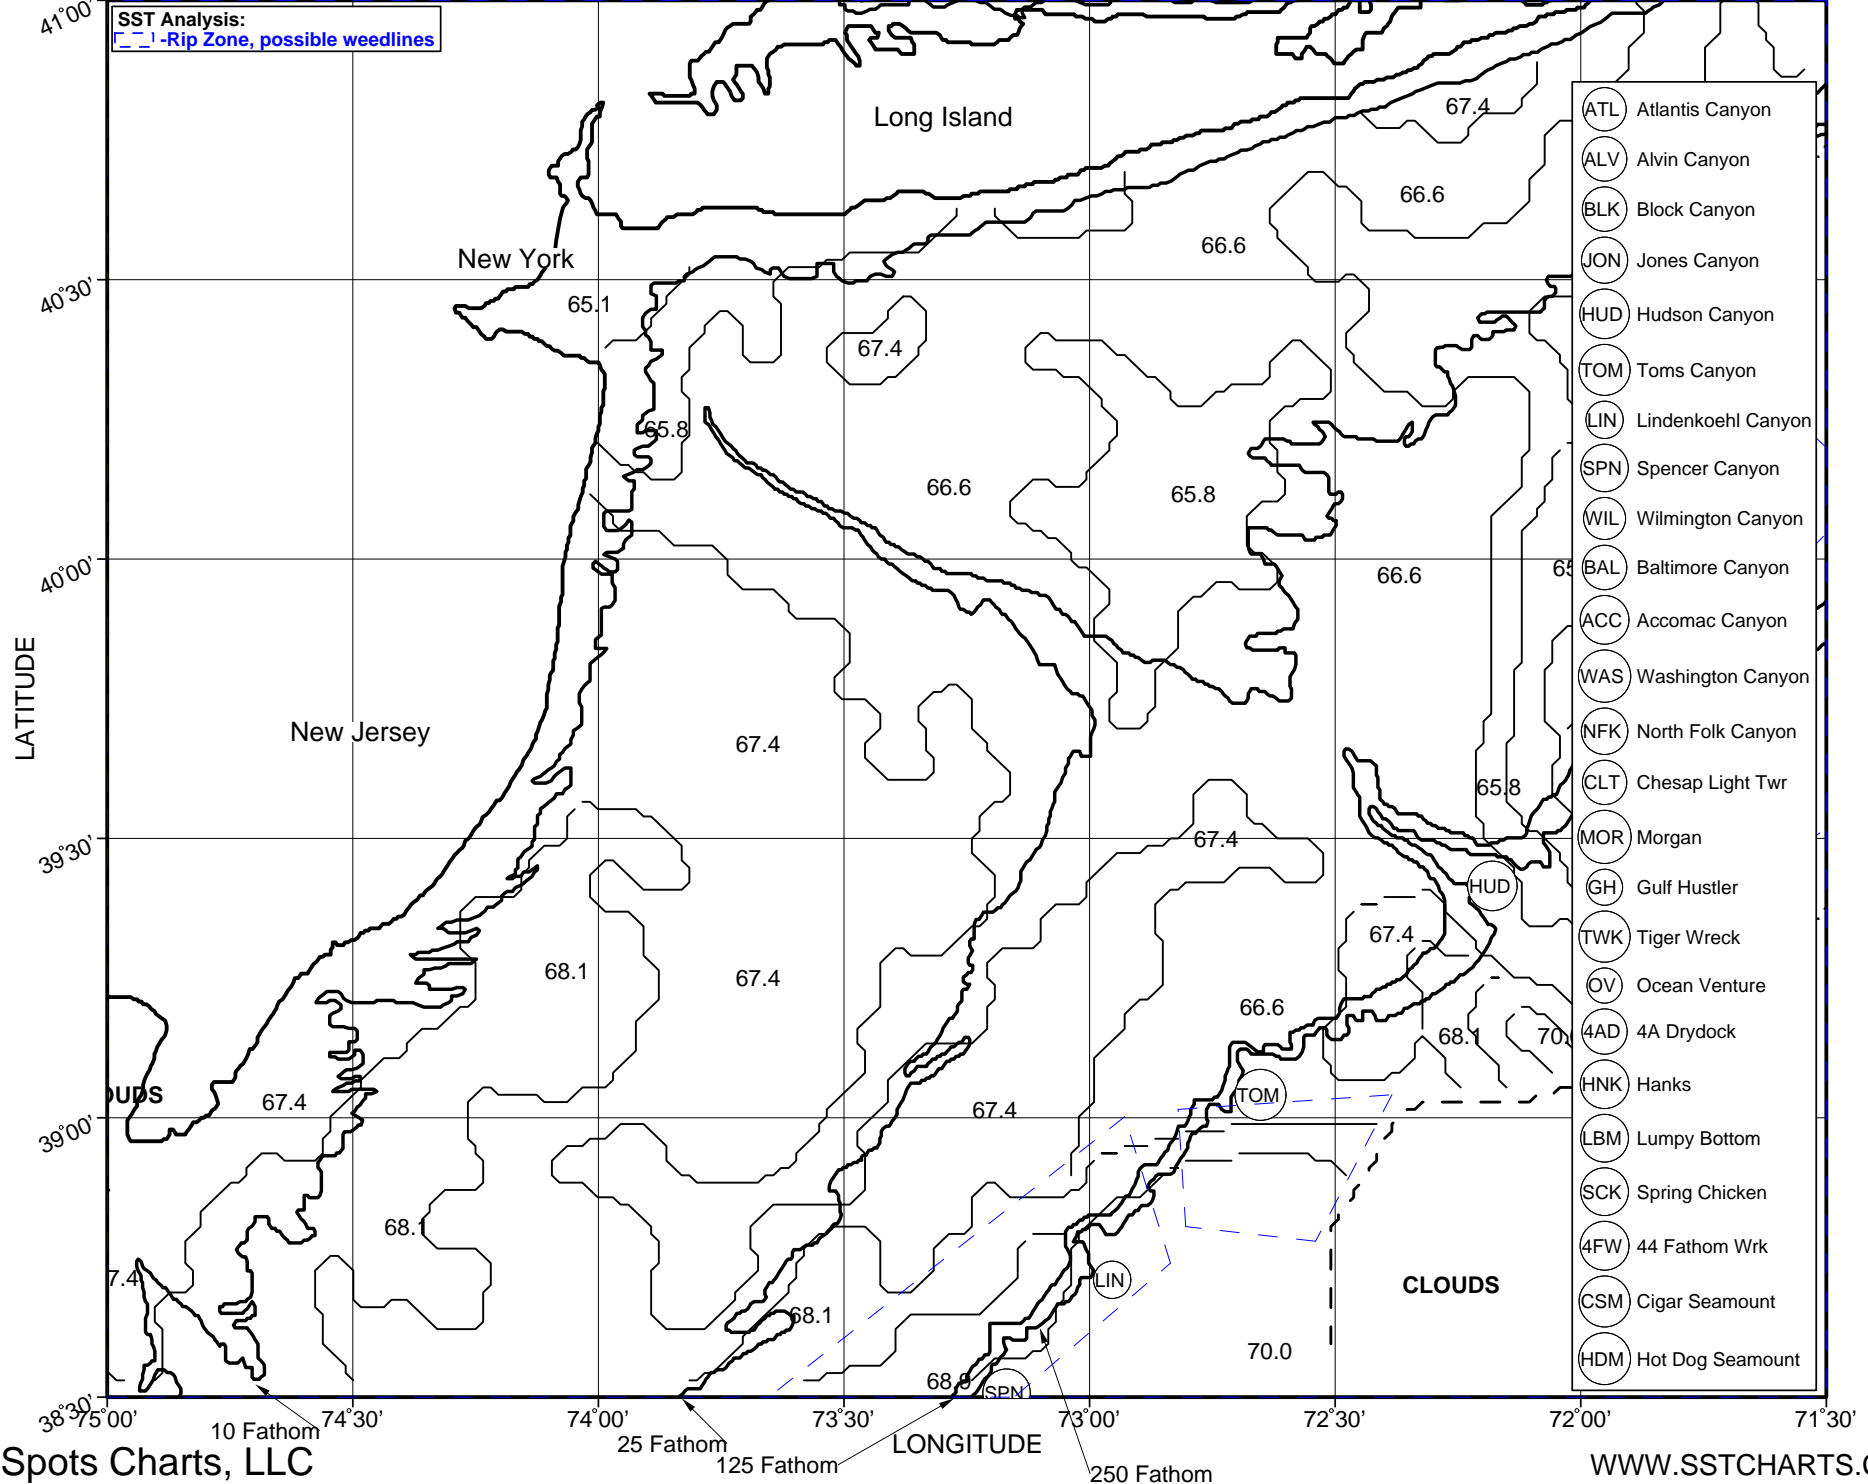 41°00'
SST Analysis:
-Rip Zone, possible weedlines
Long Island
67.4
66.6
66.6
New York
40°30'
65.1
67.4
65.8
66.6
65.8
40°00'
66.6
65
LATITUDE
New Jersey
67.4
65.8
39°30'
67.4
HUD
67.4
68.1
67.4
66.6
68.1
70.
OUDS
67.4
TOM
67.4
39°00'
68.1
7.4
LIN
CLOUDS
68.1
70.0
68.9
SPN
38°30'
75°00'
74°30'
74°00'
73°30'
73°00'
72°30'
72°00'
71°30'
10 Fathom
25 Fathom
125 Fathom
LONGITUDE
250 Fathom
Spots Charts, LLC
WWW.SSTCHARTS.
ATL Atlantis Canyon
ALV Alvin Canyon
BLK Block Canyon
JON Jones Canyon
HUD Hudson Canyon
TOM Toms Canyon
LIN Lindenkoehl Canyon
SPN Spencer Canyon
WIL Wilmington Canyon
BAL Baltimore Canyon
ACC Accomac Canyon
WAS Washington Canyon
NFK North Folk Canyon
CLT Chesap Light Twr
MOR Morgan
GH Gulf Hustler
TWK Tiger Wreck
OV Ocean Venture
4AD 4A Drydock
HNK Hanks
LBM Lumpy Bottom
SCK Spring Chicken
4FW 44 Fathom Wrk
CSM Cigar Seamount
HDM Hot Dog Seamount